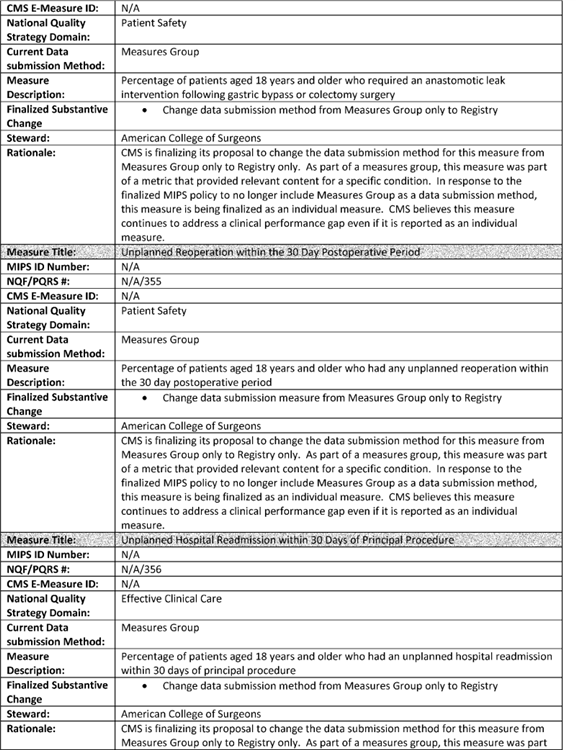 CMS E-Measure ID: N/A
National Quality Strategy Domain: Patient Safety
Current Data submission Method: Measures Group
Measure Description: Percentage of patients aged 18 years and older who required an anastomotic leak
intervention following gastric bypass or colectomy surgery
Finalized Substantive Change • Change data submission method from Measures Group only to Registry
Steward: American College of Surgeons
Rationale: CMS is finalizing its proposal to change the data submission method for this measure from
Measures Group only to Registry only. As part of a measures group, this measure was part
of a metric that provided relevant content for a specific condition. In response to the
finalized MIPS policy to no longer include Measures Group as a data submission method,
this measure is being finalized as an individual measure. CMS believes this measure
continues to address a clinical performance gap even if it is reported as an individual
measure.
Measure Title: Unplanned Reoperation within the 30 Day Postoperative Period
MIPS ID Number: N/A
NQF/PQRS #: N/A/355
CMS E-Measure ID: N/A
National Quality Strategy Domain: Patient Safety
Current Data submission Method: Measures Group
Measure Description: Percentage of patients aged 18 years and older who had any unplanned reoperation within
the 30 day postoperative period
Finalized Substantive Change • Change data submission measure from Measures Group only to Registry
Steward: American College of Surgeons
Rationale: CMS is finalizing its proposal to change the data submission method for this measure from
Measures Group only to Registry only. As part of a measures group, this measure was part
of a metric that provided relevant content for a specific condition. In response to the
finalized MIPS policy to no longer include Measures Group as a data submission method,
this measure is being finalized as an individual measure. CMS believes this measure
continues to address a clinical performance gap even if it is reported as an individual
measure.
Measure Title: Unplanned Hospital Readmission within 30 Days of Principal Procedure
MIPS ID Number: N/A
NQF/PQRS #: N/A/356
CMS E-Measure ID: N/A
National Quality Strategy Domain: Effective Clinical Care
Current Data submission Method: Measures Group
Measure Description: Percentage of patients aged 18 years and older who had an unplanned hospital readmission
within 30 days of principal procedure
Finalized Substantive Change • Change data submission method from Measures Group only to Registry
Steward: American College of Surgeons
Rationale: CMS is finalizing its proposal to change the data submission method for this measure from
Measures Group only to Registry only. As part of a measures group, this measure was part